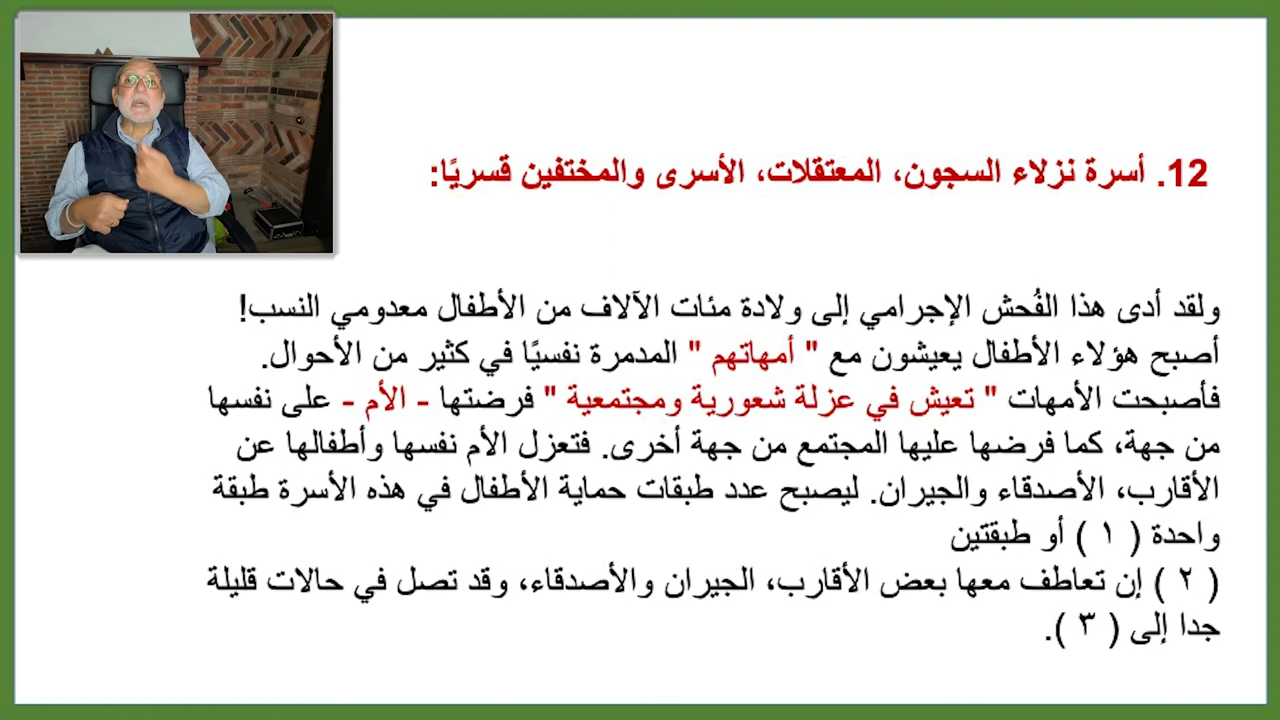 12. أسرة نزلاء السجون، المعتقلات، الأسرى والمختفين قسريًا:
ولقد أدى هذا الفُحش الإجرامي إلى ولادة مئات الآلاف من الأطفال معدومي النسب!
أصبح هؤلاء الأطفال يعيشون مع " أمهاتهم " المدمرة نفسيًا في كثير من الأحوال.
فأصبحت الأمهات " تعيش في عزلة شعورية ومجتمعية " فرضتها - الأم - على نفسها
من جهة، كما فرضها عليها المجتمع من جهة أخرى. فتعزل الأم نفسها وأطفالها عن
الأقارب، الأصدقاء والجيران. ليصبح عدد طبقات حماية الأطفال في هذه الأسرة طبقة
واحدة ( ١ ) أو طبقتين
( ٢ ) إن تعاطف معها بعض الأقارب، الجيران والأصدقاء، وقد تصل في حالات قليلة
جدا إلى ( ٣ ).